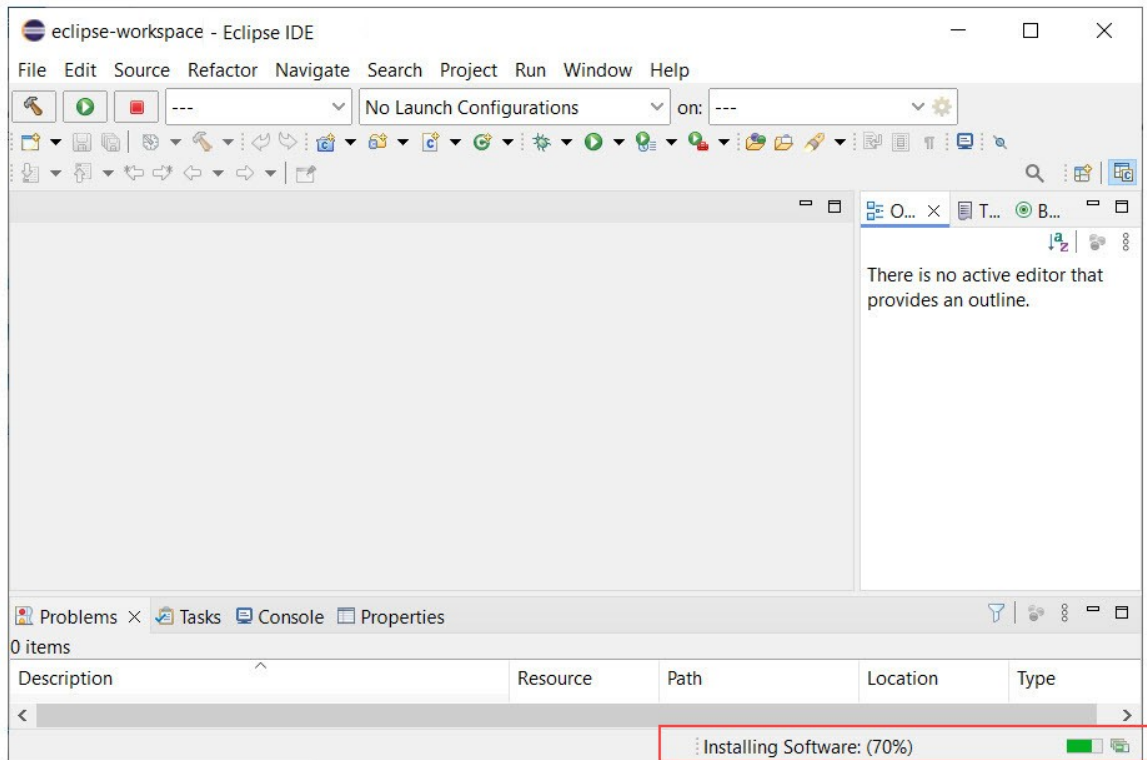 eclipse-workspace - Eclipse IDE
File Edit Source Refactor Navigate Search Project Run Window Help
--- No Launch Configurations on: ---
O... T... B...
There is no active editor that
provides an outline.
Problems Tasks Console Properties
0 items
Description Resource Path Location Type
Installing Software: (70%)